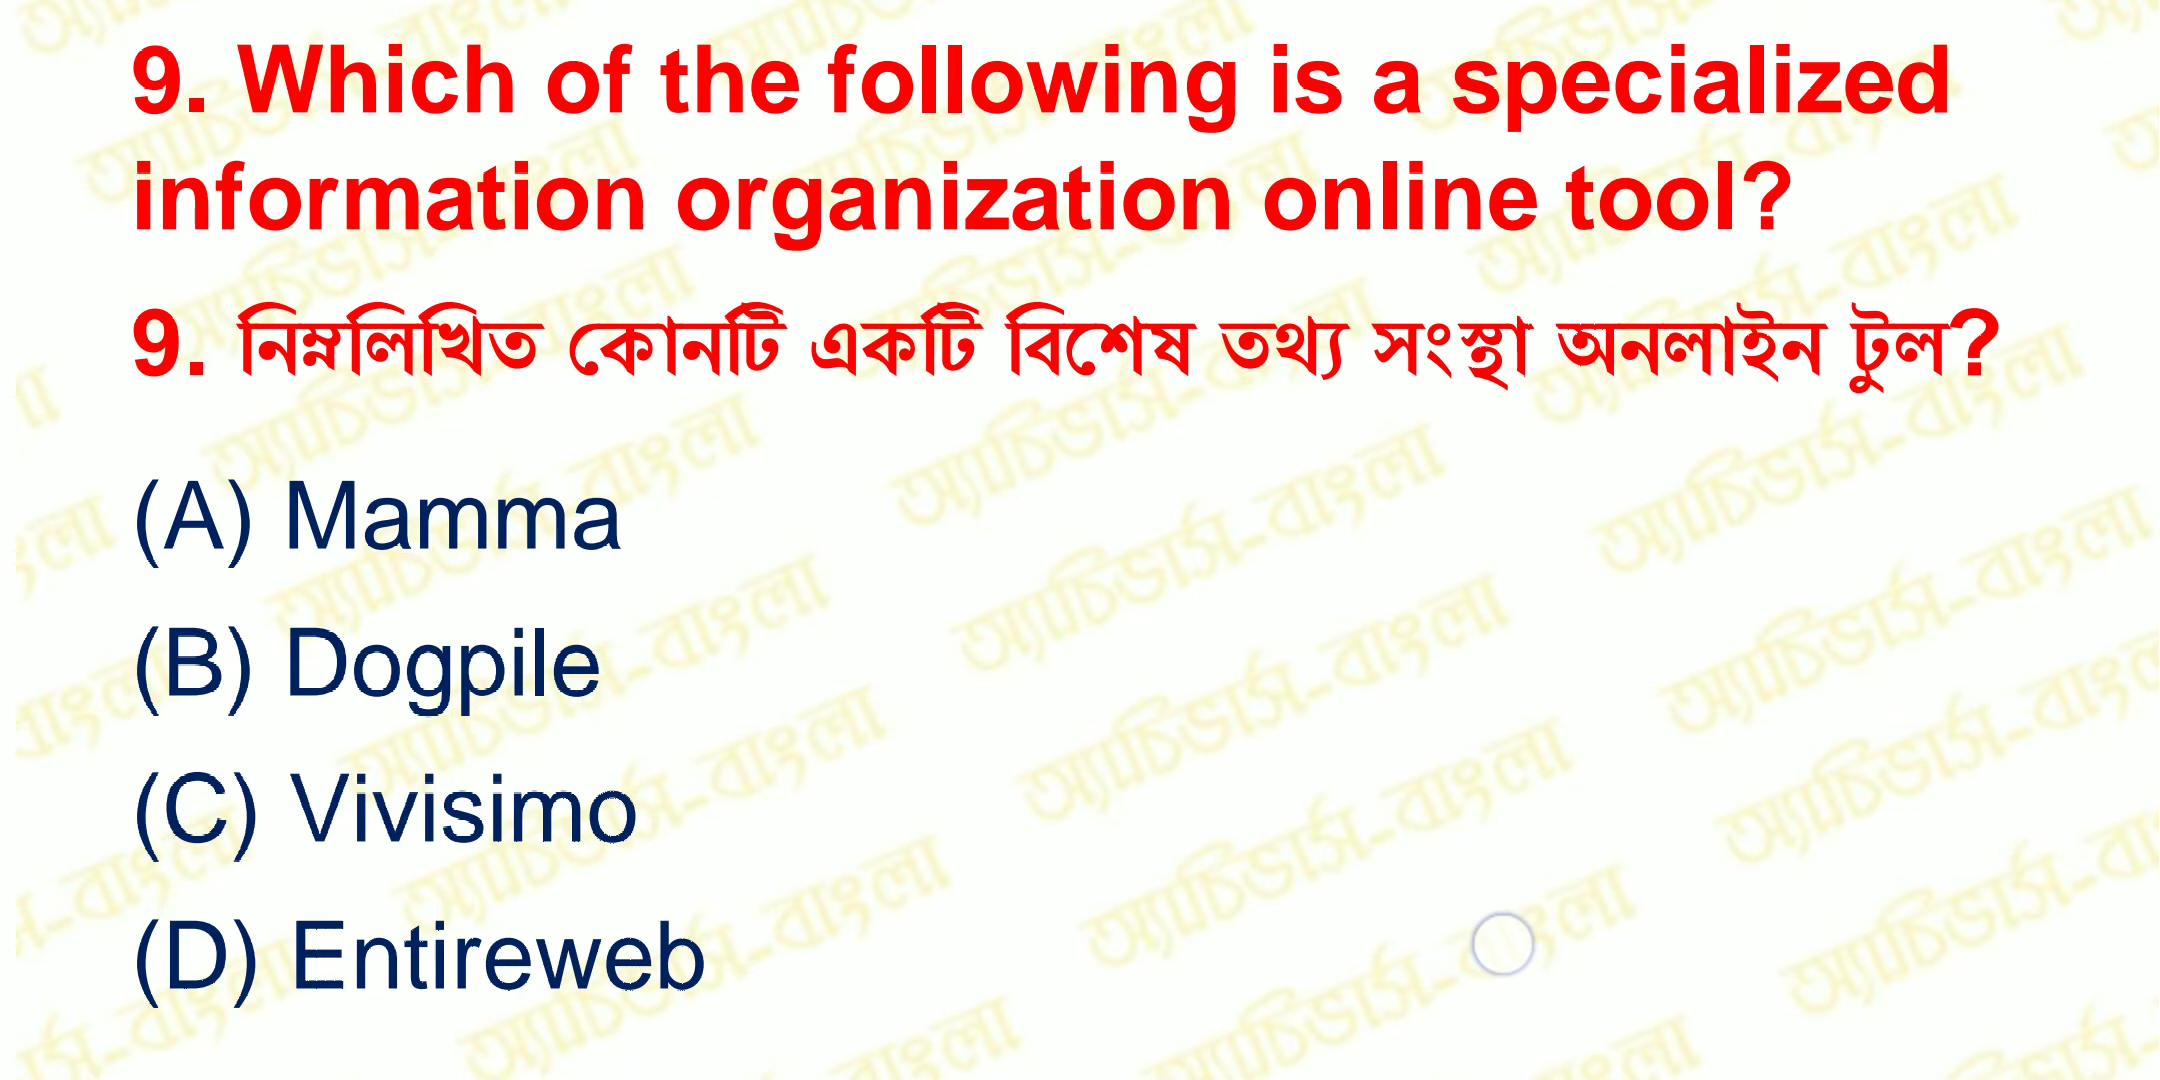 9. Which of the following is a specialized
information organization online tool?
9. নিম্নলিখিত কোনটি একটি বিশেষ তথ্য সংস্থা অনলাইন টুল?
(A) Mamma
(B) Dogpile
(C) Vivisimo
(D) Entireweb